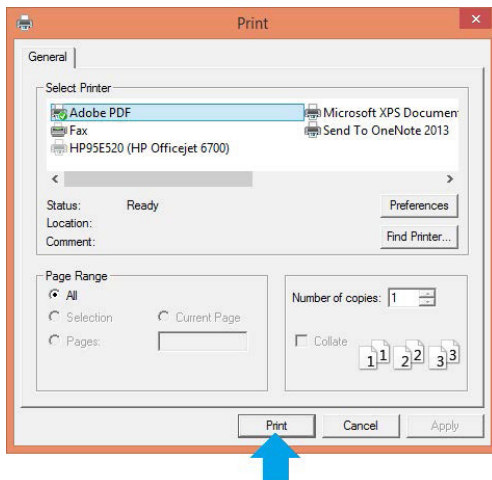 Print
General
Select Printer
Adobe PDF
Microsoft XPS Documen
Fax
Send To OneNote 2013
HP95E520 (HP Officejet 6700)
Status: Ready
Preferences
Location:
Comment:
Find Printer...
Page Range
All
Number of copies: 1
Selection
Current Page
Pages:
Collate
1 1 2 2 3 3
Print
Cancel
Apply